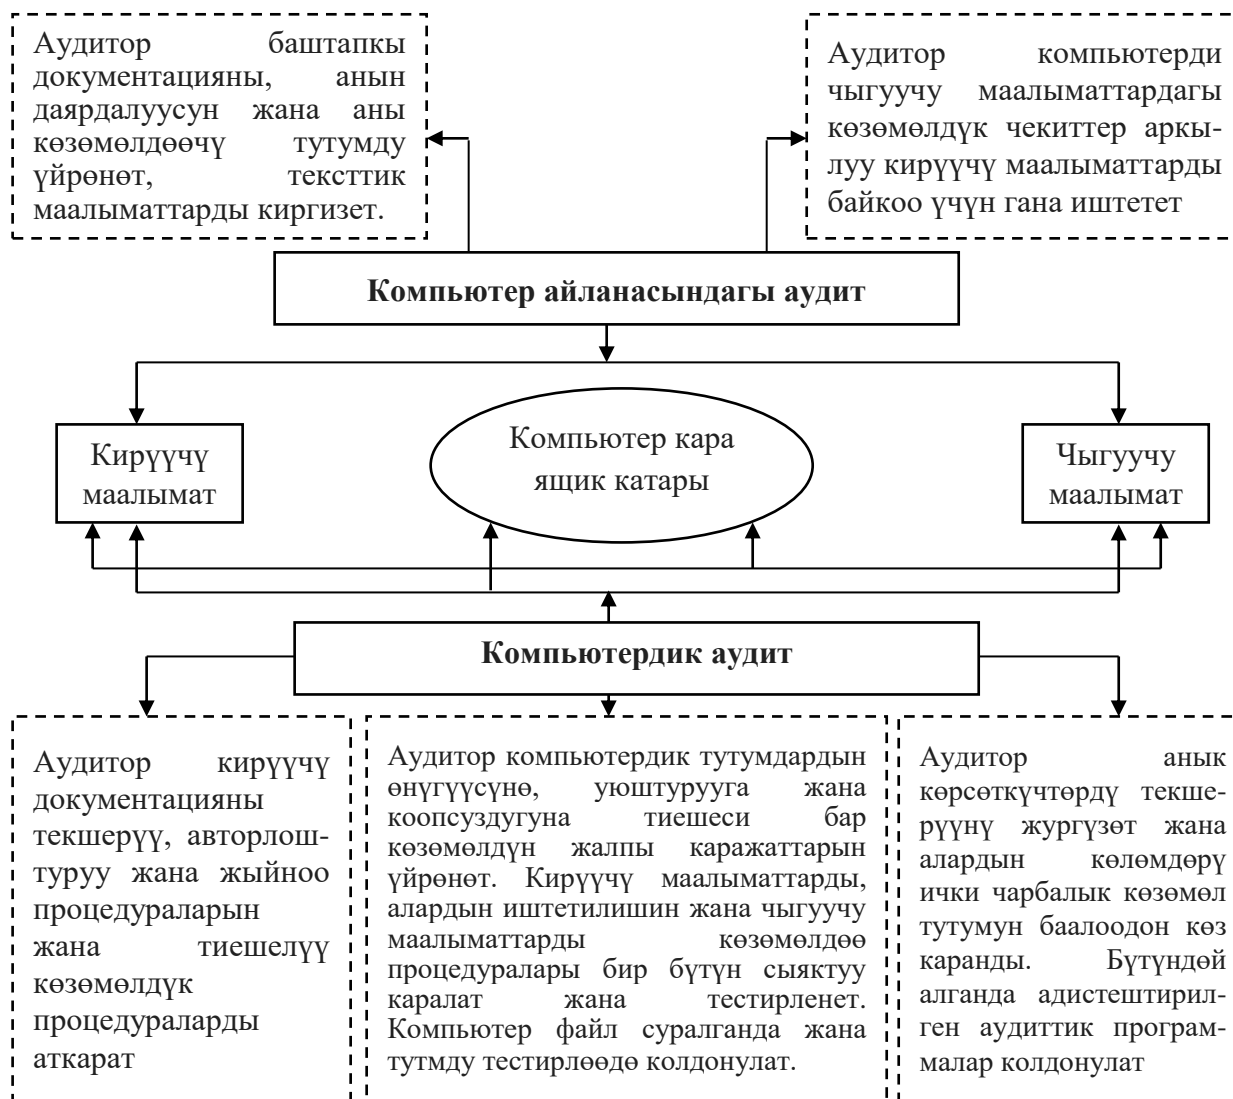 Аудитор баштапкы
документацияны, анын
даярдалуусун жана аны
көзөмөлдөөчү тутумду
үйрөнөт, тексттик
маалыматтарды киргизет.
Аудитор компьютерди
чыгуучу маалыматтардагы
көзөмөлдүк чекиттер аркы-
луу кирүүчү маалыматтарды
байкоо үчүн гана иштетет
Компьютер айланасындагы аудит
Кирүүчү
маалымат
Компьютер кара
ящик катары
Чыгуучу
маалымат
Компьютердик аудит
Аудитор кирүүчү
документацияны
текшерүү, авторлош-
туруу жана жыйноо
процедураларын
жана тиешелүү
көзөмөлдүк
процедураларды
аткарат
Аудитор компьютердик тутумдардын
өнүгүүсүнө, уюштурууга жана
коопсуздугуна тиешеси бар
көзөмөлдүн жалпы каражаттарын
үйрөнөт. Кирүүчү маалыматтарды,
алардын иштетилишин жана чыгуучу
маалыматтарды көзөмөлдөө
процедуралары бир бүтүн сыяктуу
каралат жана тестирленет.
Компьютер файл суралганда жана
тутмду тестирлөөдө колдонулат.
Аудитор анык
көрсөткүчтөрдү текше-
рүүнү жургүзөт жана
алардын көлөмдөрү
ички чарбалык көзөмөл
тутумун баалоодон көз
каранды. Бүтүндөй
алганда адистештирил-
ген аудиттик програм-
малар колдонулат